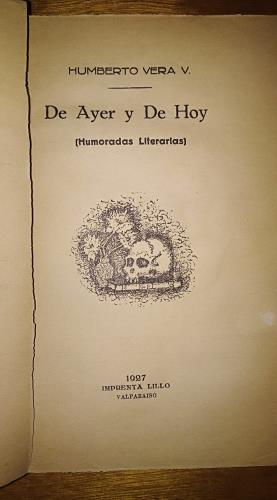 HUMBERTO VERA V.
De Ayer y De Hoy
(Humoradas Literarias)
1927
IMPRENTA LILLO
VALPARAISO